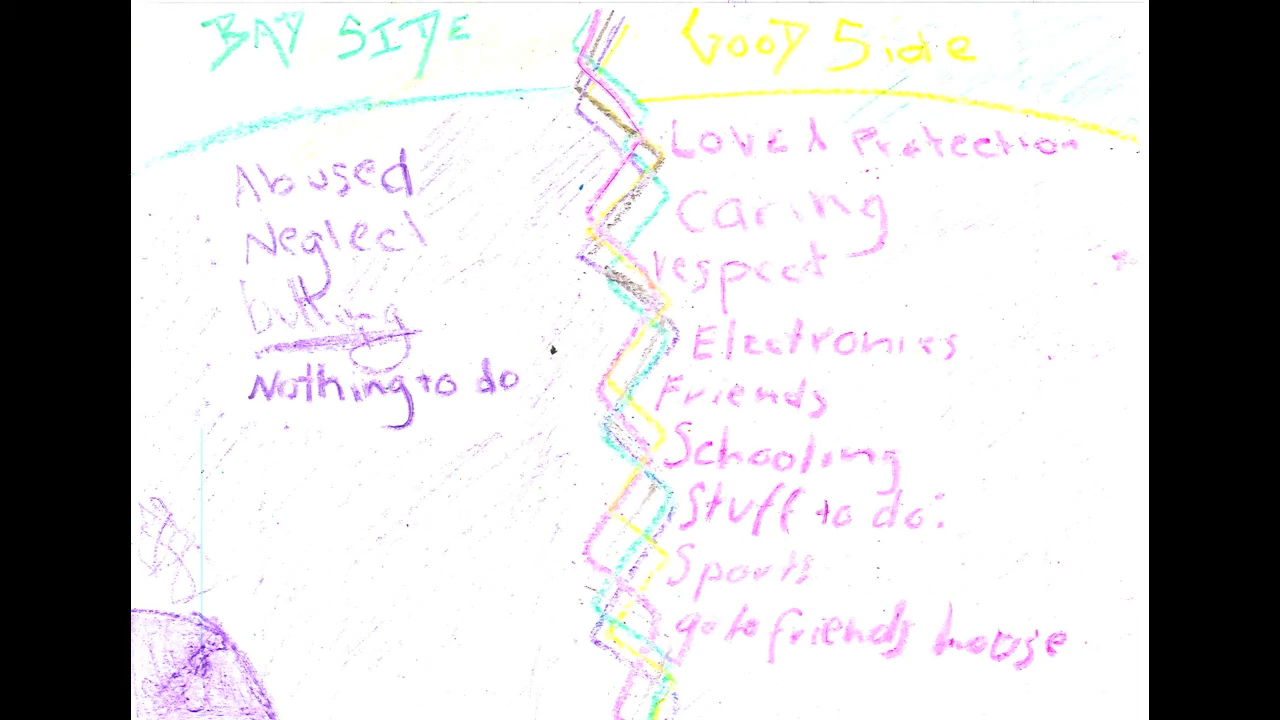 BAD SIDE
Abused
Neglect
bulling
Nothing to do
GOOD Side
Love & Protection
Caring
respect
Electronics
Friends
Schooling
Stuff to do:
Sports
go to friends house